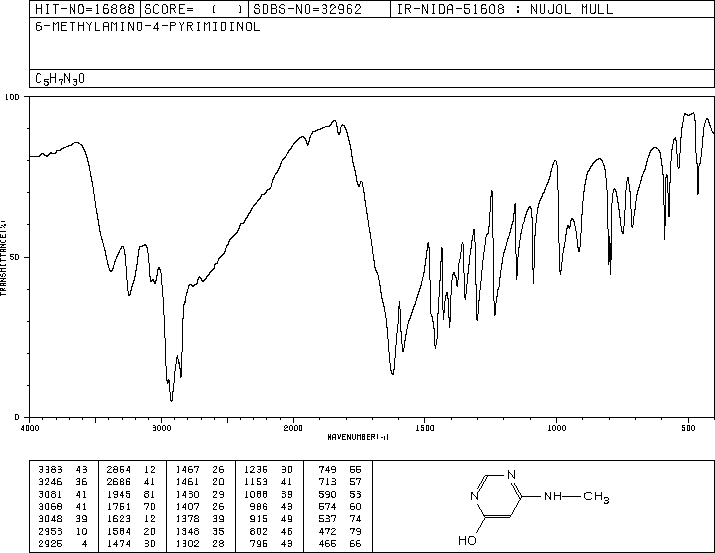 HIT-NO=16888 SCORE= ( ) SDBS-NO=32962 IR-NIDA-51608 : NUJOL MULL
6-METHYLAMINO-4-PYRIMIDINOL
C5H7N3O
100
50
0
TRANSMITTANCE(%)
4000 3000 2000 1500 1000 500
WAVENUMBER(-1)
3383 43 2854 12 1467 26 1236 30 749 55
3246 36 2686 41 1461 20 1153 41 713 57
3081 41 1945 81 1430 29 1088 39 590 53
3068 41 1751 70 1407 26 986 43 574 60
3048 39 1623 12 1378 39 915 49 537 74
2953 10 1584 20 1348 35 802 46 472 79
2925 4 1474 30 1302 28 796 43 466 66
N
N
NH
CH3
HO